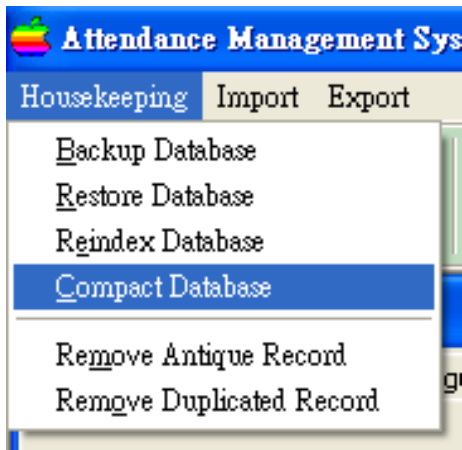 Attendance Management Sys
Housekeeping Import Export
Backup Database
Restore Database
Reindex Database
Compact Database
Remove Antique Record
Remove Duplicated Record